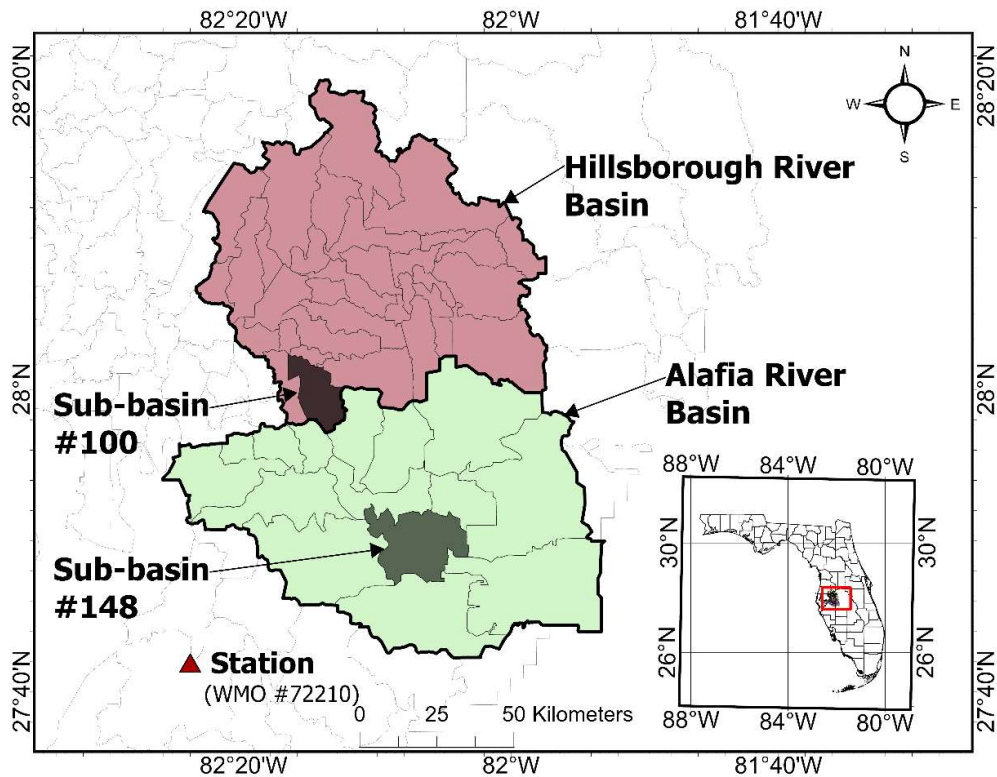 82°20'W 82°W 81°40'W
28°20'N
28°20'N
N
W E
S
Hillsborough River
Basin
28°N
28°N
Alafia River
Basin
Sub-basin
#100
88°W 84°W 80°W
30°N
30°N
Sub-basin
#148
26°N
26°N
Station
(WMO #72210)
27°40'N
27°40'N
0 25 50 Kilometers
88°W 84°W 80°W
82°20'W 82°W 81°40'W